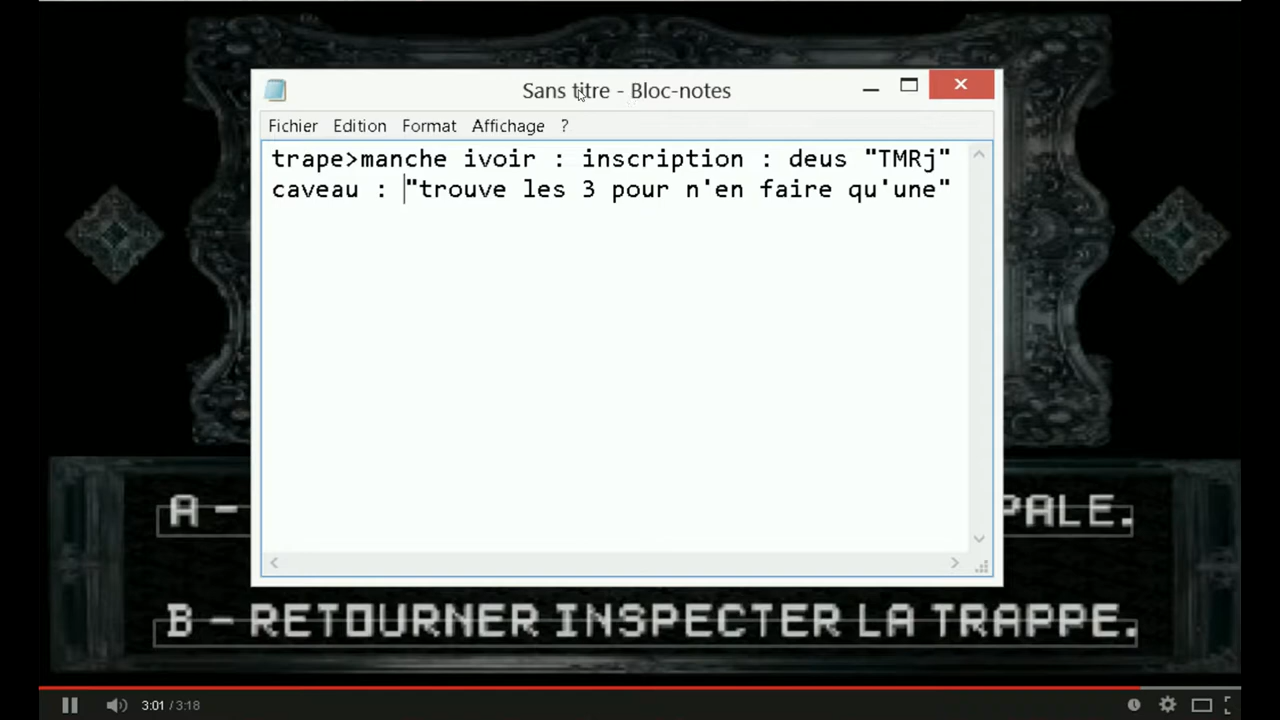 Sans titre - Bloc-notes
Fichier Edition Format Affichage ?
trape>manche ivoir : inscription : deus "TMRj"
caveau : "trouve les 3 pour n'en faire qu'une"
A - PALE.
B - RETOURNER INSPECTER LA TRAPPE.
3:01 / 3:18